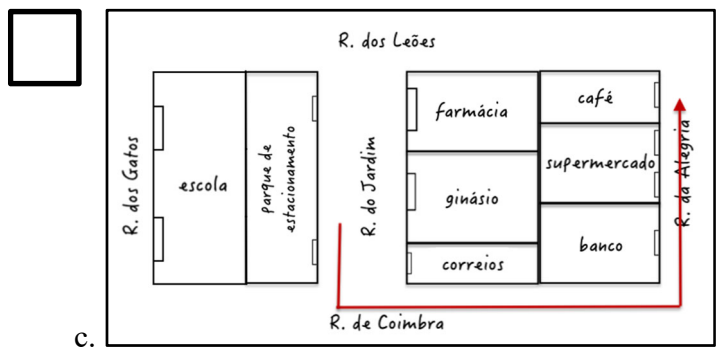 R. dos Leões
R. dos Gatos
escola
parque de
estacionamento
R. do Jardim
farmácia
ginásio
correios
café
supermercado
banco
R. da Alegria
R. de Coimbra
c.